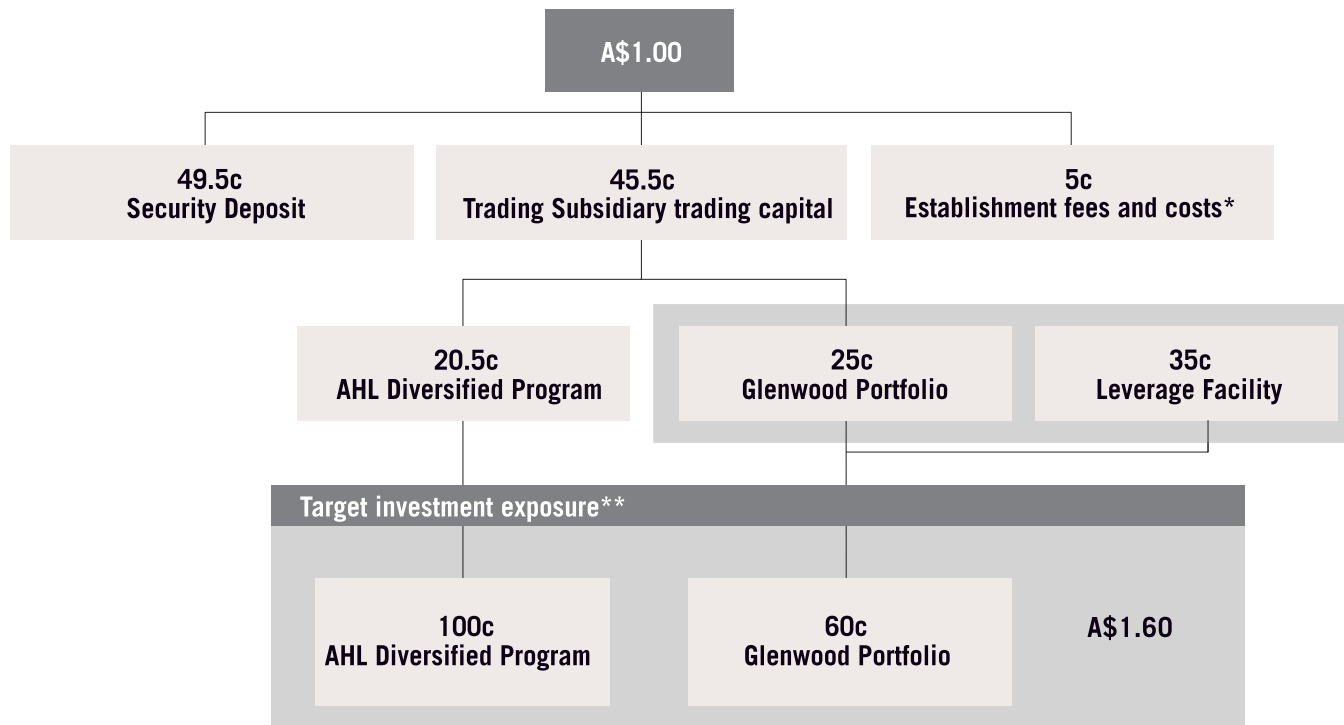 A$1.00
49.5c
Security Deposit
45.5c
Trading Subsidiary trading capital
5c
Establishment fees and costs*
20.5c
AHL Diversified Program
25c
Glenwood Portfolio
35c
Leverage Facility
Target investment exposure**
100c
AHL Diversified Program
60c
Glenwood Portfolio
A$1.60